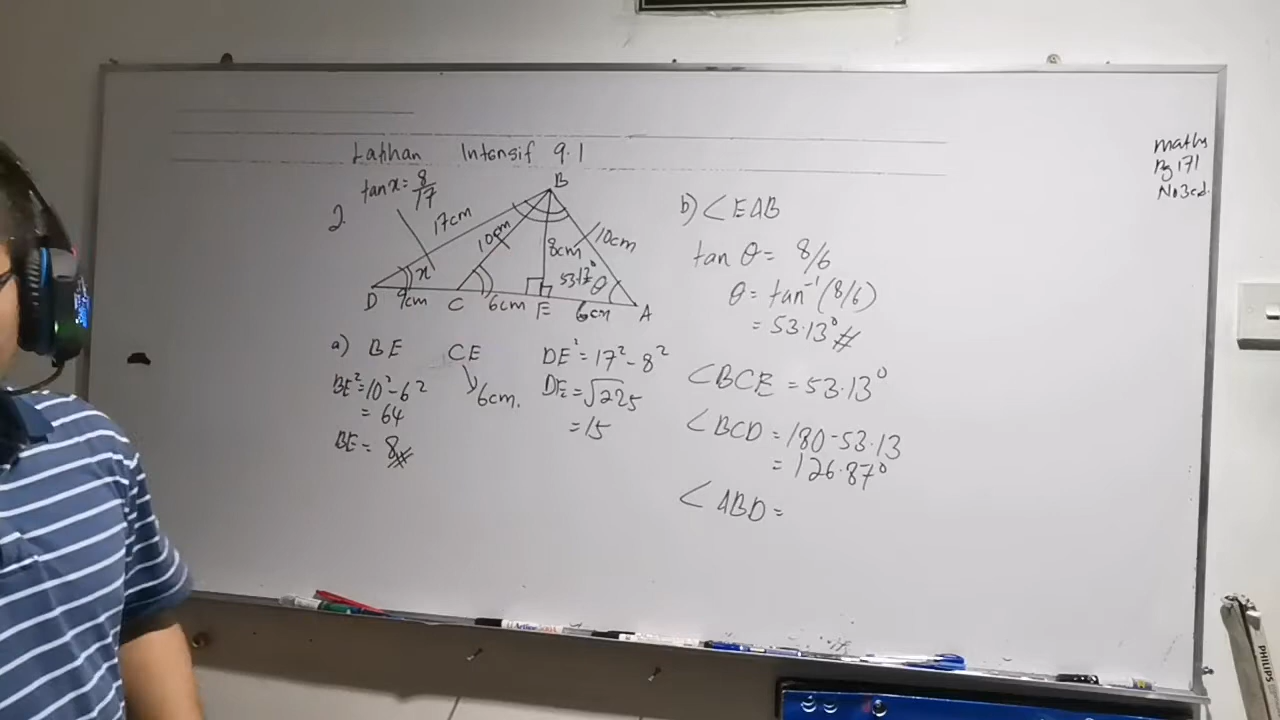 Latihan Intensif 9.1
tan x = 8/17
2.
B
17cm
10cm
8cm
10cm
x
53.13° θ
D 9cm C 6cm E 6cm A
a) BE
BE² = 10² - 6²
= 64
BE = 8
CE
6cm.
DE² = 17² - 8²
DE = √225
= 15
b) ∠EAB
tan θ = 8/6
θ = tan⁻¹ (8/6)
= 53.13° #
∠BCE = 53.13°
∠BCD = 180 - 53.13
= 126.87°
∠ABD =
maths
Pg 171
No3cd.
PHILIPS